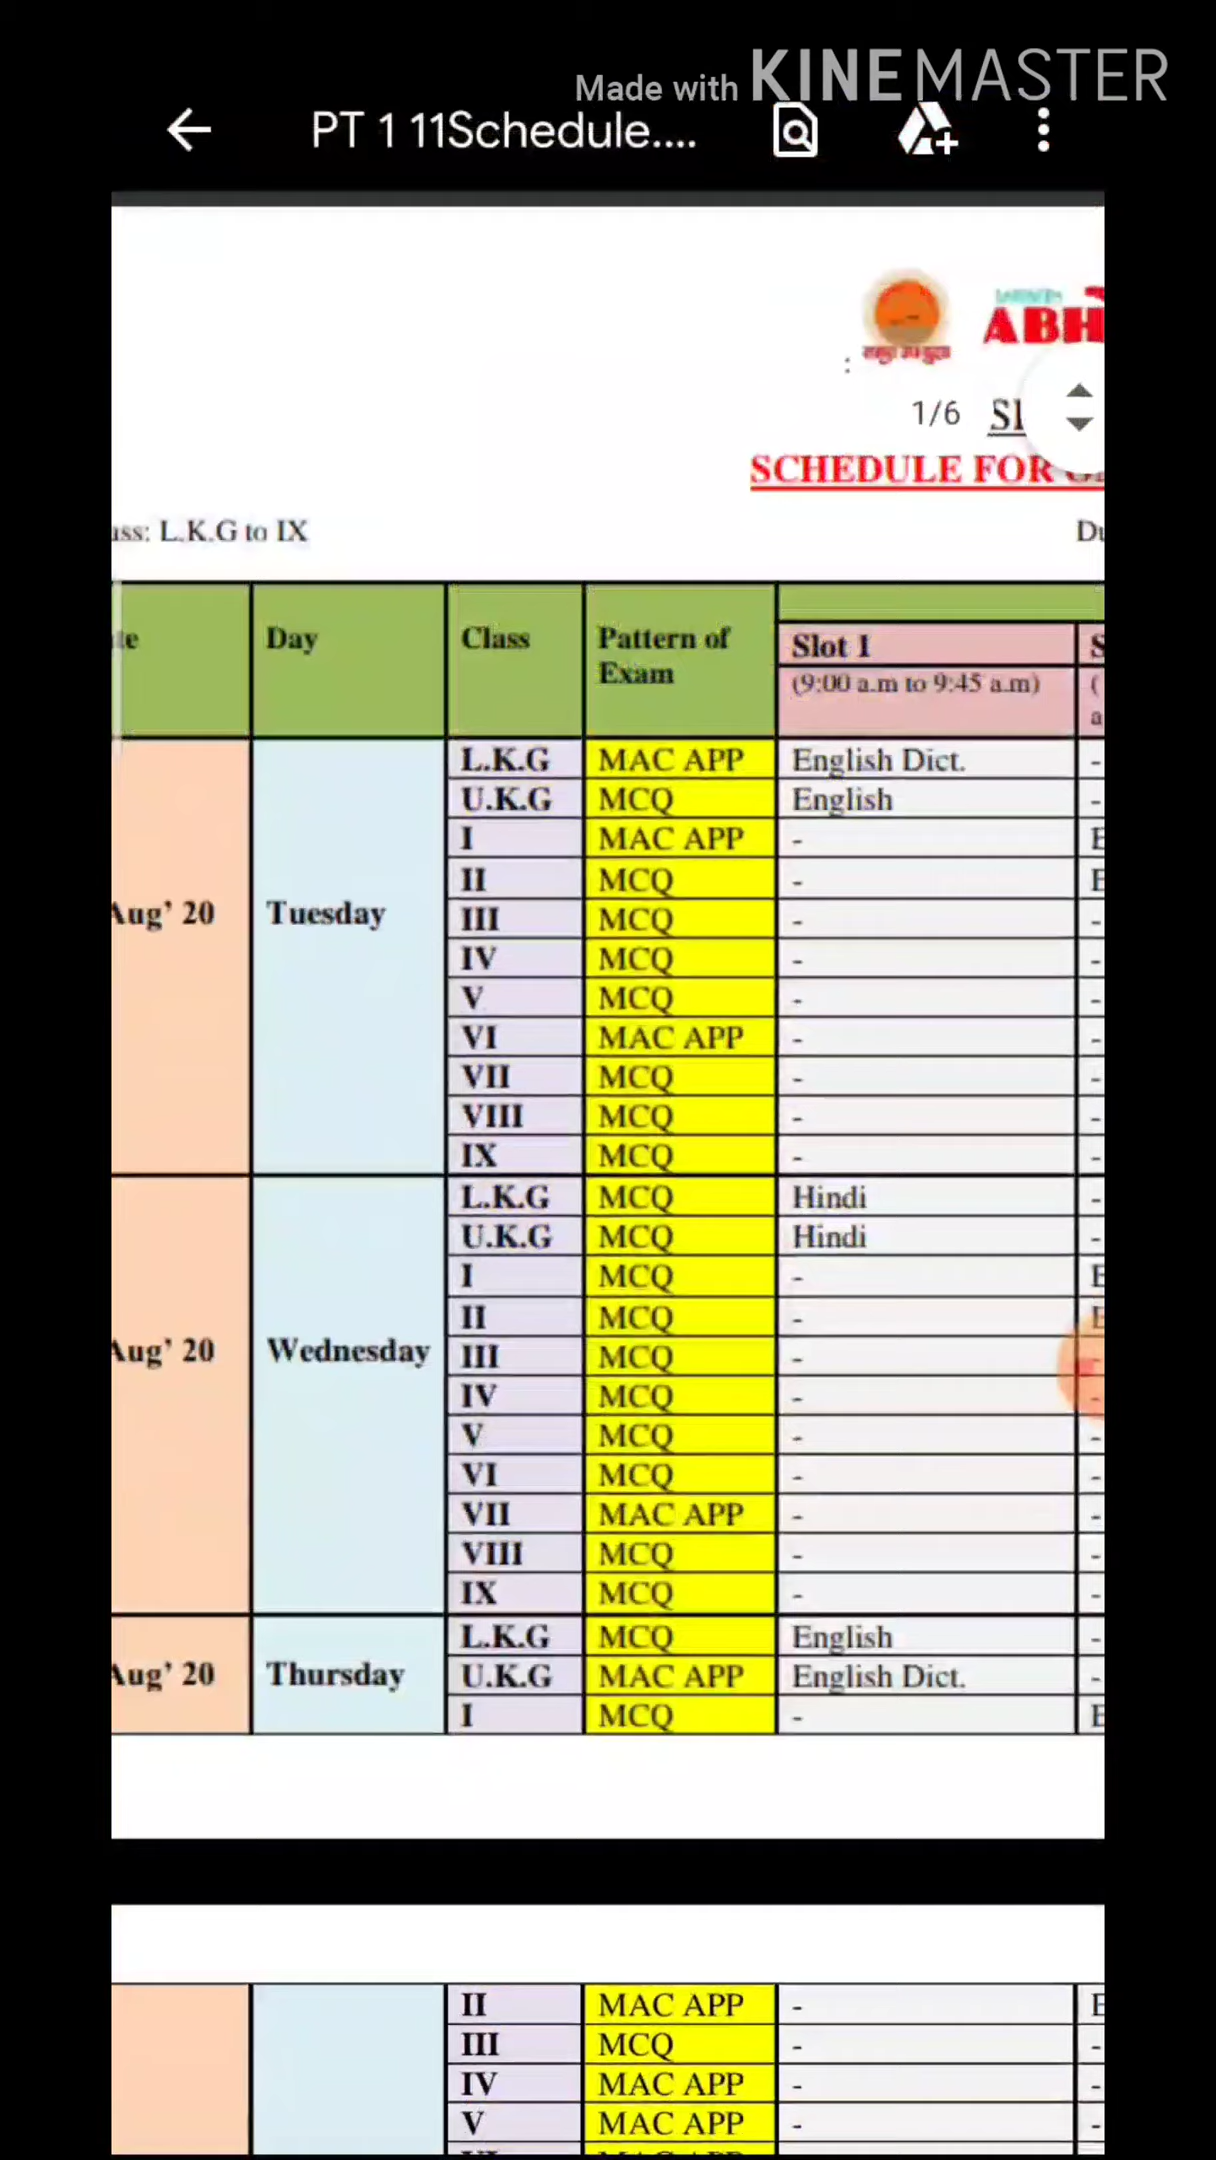 Made with KINEMASTER
PT 1 11Schedule....
ABH
1/6
SCHEDULE FOR
ass: L.K.G to IX Du
te Day Class Pattern of Exam Slot I S
(9:00 a.m to 9:45 a.m) (
a
L.K.G MAC APP English Dict. -
U.K.G MCQ English -
I MAC APP - E
II MCQ - E
Aug’ 20 Tuesday III MCQ - -
IV MCQ - -
V MCQ - -
VI MAC APP - -
VII MCQ - -
VIII MCQ - -
IX MCQ - -
L.K.G MCQ Hindi -
U.K.G MCQ Hindi -
I MCQ - E
II MCQ - E
Aug’ 20 Wednesday III MCQ - -
IV MCQ - -
V MCQ - -
VI MCQ - -
VII MAC APP - -
VIII MCQ - -
IX MCQ - -
L.K.G MCQ English -
Aug’ 20 Thursday U.K.G MAC APP English Dict. -
I MCQ - E
II MAC APP - E
III MCQ - -
IV MAC APP - -
V MAC APP - -